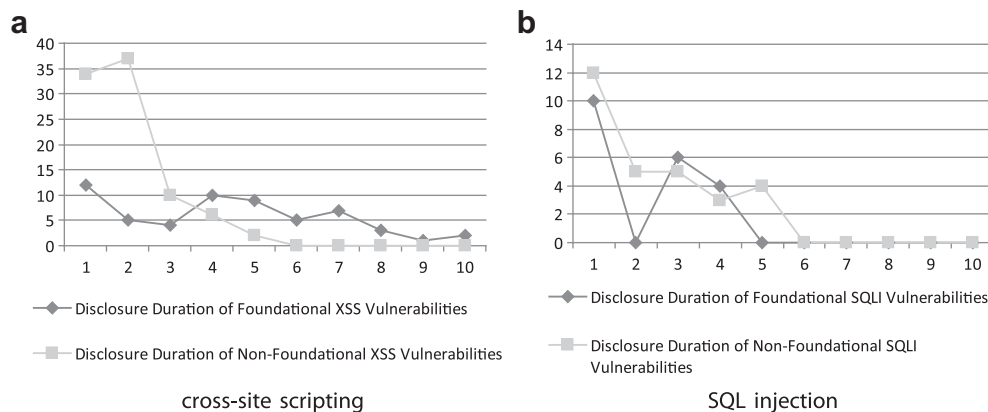 a
40
35
30
25
20
15
10
5
0
1 2 3 4 5 6 7 8 9 10
Disclosure Duration of Foundational XSS Vulnerabilities
Disclosure Duration of Non-Foundational XSS Vulnerabilities
cross-site scripting
b
14
12
10
8
6
4
2
0
1 2 3 4 5 6 7 8 9 10
Disclosure Duration of Foundational SQLI Vulnerabilities
Disclosure Duration of Non-Foundational SQLI
Vulnerabilities
SQL injection